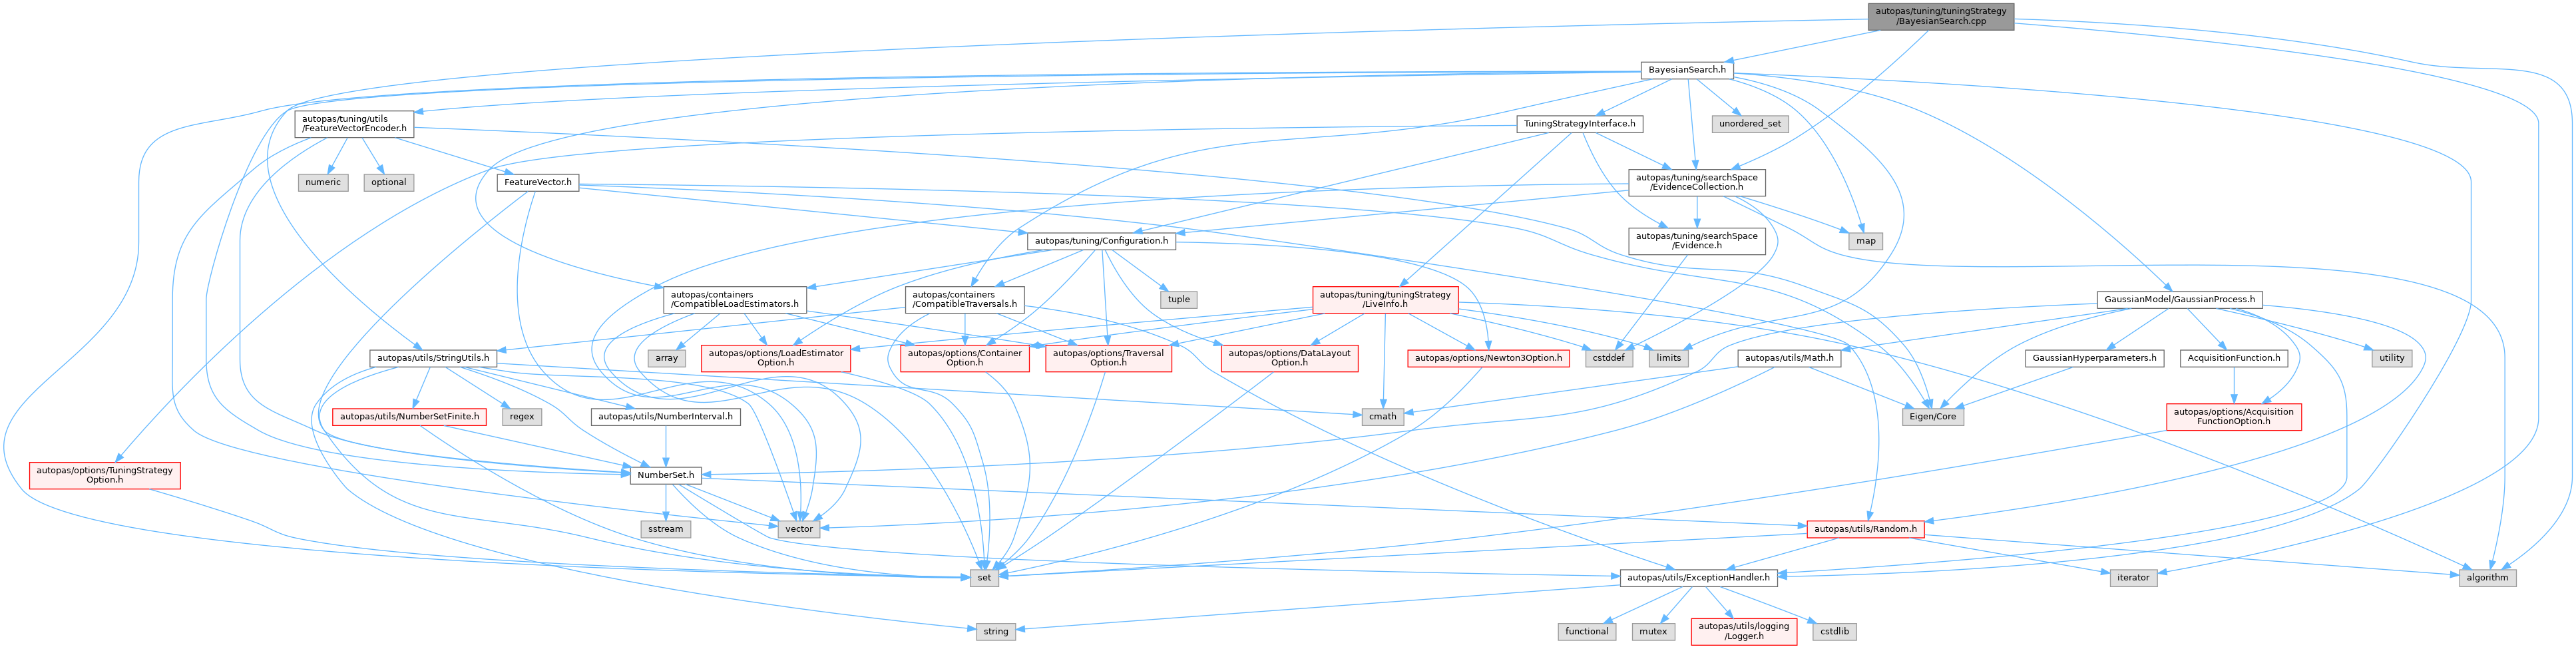 autopas/tuning/tuningStrategy
/BayesianSearch.cpp
BayesianSearch.h
autopas/tuning/utils
/FeatureVectorEncoder.h
TuningStrategyInterface.h
unordered_set
numeric
optional
FeatureVector.h
autopas/tuning/searchSpace
/EvidenceCollection.h
autopas/tuning/Configuration.h
autopas/tuning/searchSpace
/Evidence.h
map
autopas/containers
/CompatibleLoadEstimators.h
autopas/containers
/CompatibleTraversals.h
tuple
autopas/tuning/tuningStrategy
/LiveInfo.h
GaussianModel/GaussianProcess.h
autopas/utils/StringUtils.h
array
autopas/options/LoadEstimator
Option.h
autopas/options/Container
Option.h
autopas/options/Traversal
Option.h
autopas/options/DataLayout
Option.h
autopas/options/Newton3Option.h
cstddef
limits
autopas/utils/Math.h
GaussianHyperparameters.h
AcquisitionFunction.h
utility
autopas/utils/NumberSetFinite.h
regex
autopas/utils/NumberInterval.h
cmath
Eigen/Core
autopas/options/Acquisition
FunctionOption.h
autopas/options/TuningStrategy
Option.h
NumberSet.h
sstream
vector
autopas/utils/Random.h
set
autopas/utils/ExceptionHandler.h
iterator
algorithm
string
functional
mutex
autopas/utils/logging
/Logger.h
cstdlib